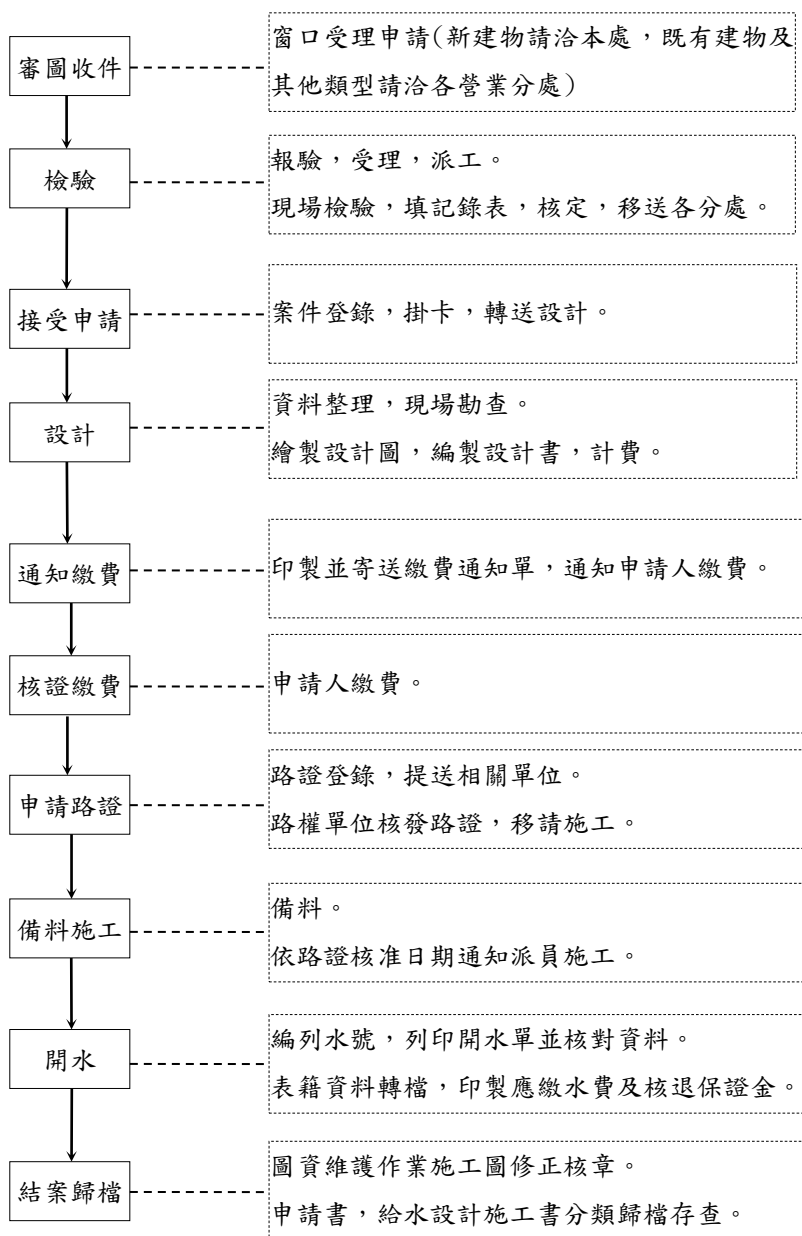 審圖收件
窗口受理申請(新建物請洽本處，既有建物及
其他類型請洽各營業分處)
檢驗
報驗，受理，派工。
現場檢驗，填記錄表，核定，移送各分處。
接受申請
案件登錄，掛卡，轉送設計。
設計
資料整理，現場勘查。
繪製設計圖，編製設計書，計費。
通知繳費
印製並寄送繳費通知單，通知申請人繳費。
核證繳費
申請人繳費。
申請路證
路證登錄，提送相關單位。
路權單位核發路證，移請施工。
備料施工
備料。
依路證核准日期通知派員施工。
開水
編列水號，列印開水單並核對資料。
表籍資料轉檔，印製應繳水費及核退保證金。
結案歸檔
圖資維護作業施工圖修正核章。
申請書，給水設計施工書分類歸檔存查。